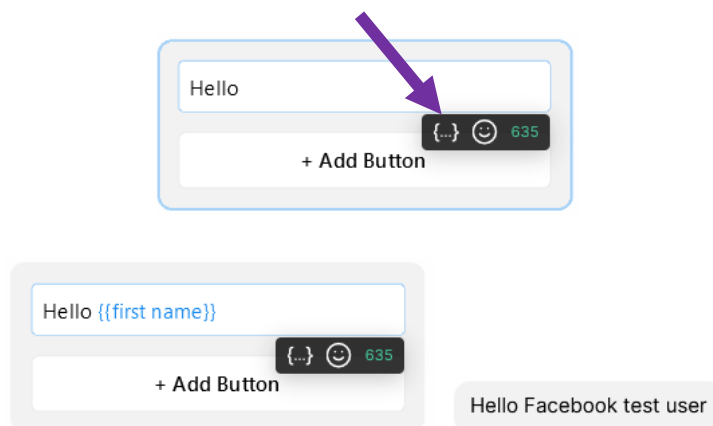 Hello
{...} 635
+ Add Button
Hello {{first name}}
{...} 635
+ Add Button
Hello Facebook test user